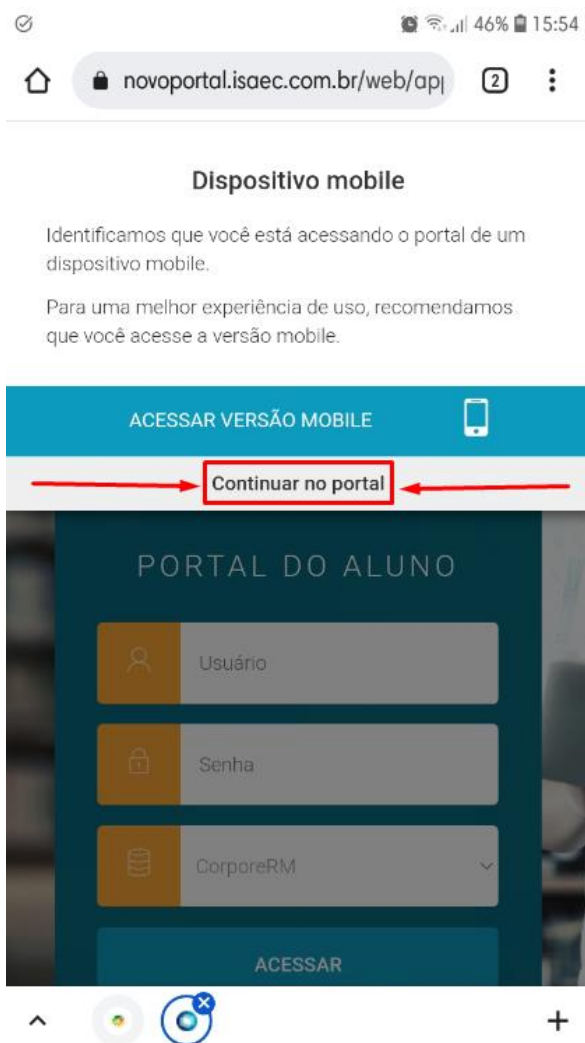 46% 15:54
novoportal.isaec.com.br/web/app 2
Dispositivo mobile
Identificamos que você está acessando o portal de um
dispositivo mobile.
Para uma melhor experiência de uso, recomendamos
que você acesse a versão mobile.
ACESSAR VERSÃO MOBILE
Continuar no portal
PORTAL DO ALUNO
Usuário
Senha
CorporeRM
ACESSAR